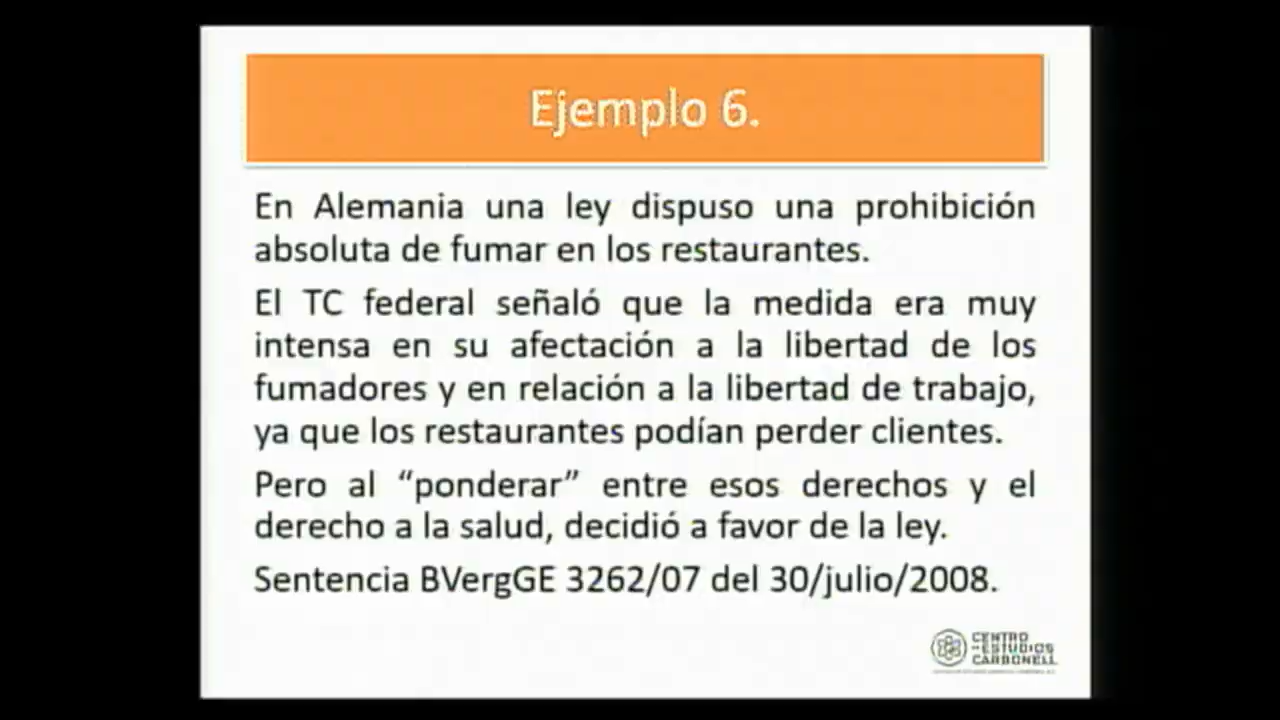 Ejemplo 6.
En Alemania una ley dispuso una prohibición
absoluta de fumar en los restaurantes.
El TC federal señaló que la medida era muy
intensa en su afectación a la libertad de los
fumadores y en relación a la libertad de trabajo,
ya que los restaurantes podían perder clientes.
Pero al “ponderar” entre esos derechos y el
derecho a la salud, decidió a favor de la ley.
Sentencia BVergGE 3262/07 del 30/julio/2008.
CENTRO
DE ESTUDIOS
CARBONELL